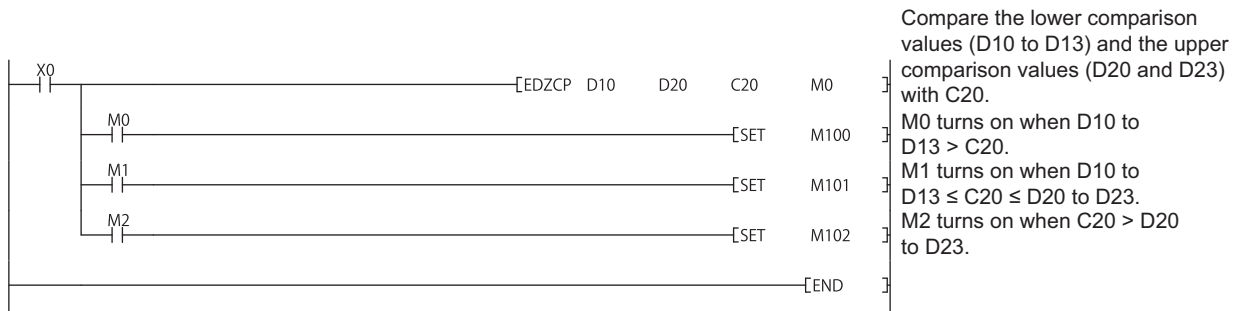 Compare the lower comparison
values (D10 to D13) and the upper
comparison values (D20 and D23)
with C20.
X0
[EDZCP D10 D20 C20 M0 ]
M0
[SET M100 ]
M0 turns on when D10 to
D13 > C20.
M1
[SET M101 ]
M1 turns on when D10 to
D13 ≤ C20 ≤ D20 to D23.
M2
[SET M102 ]
M2 turns on when C20 > D20
to D23.
[END ]